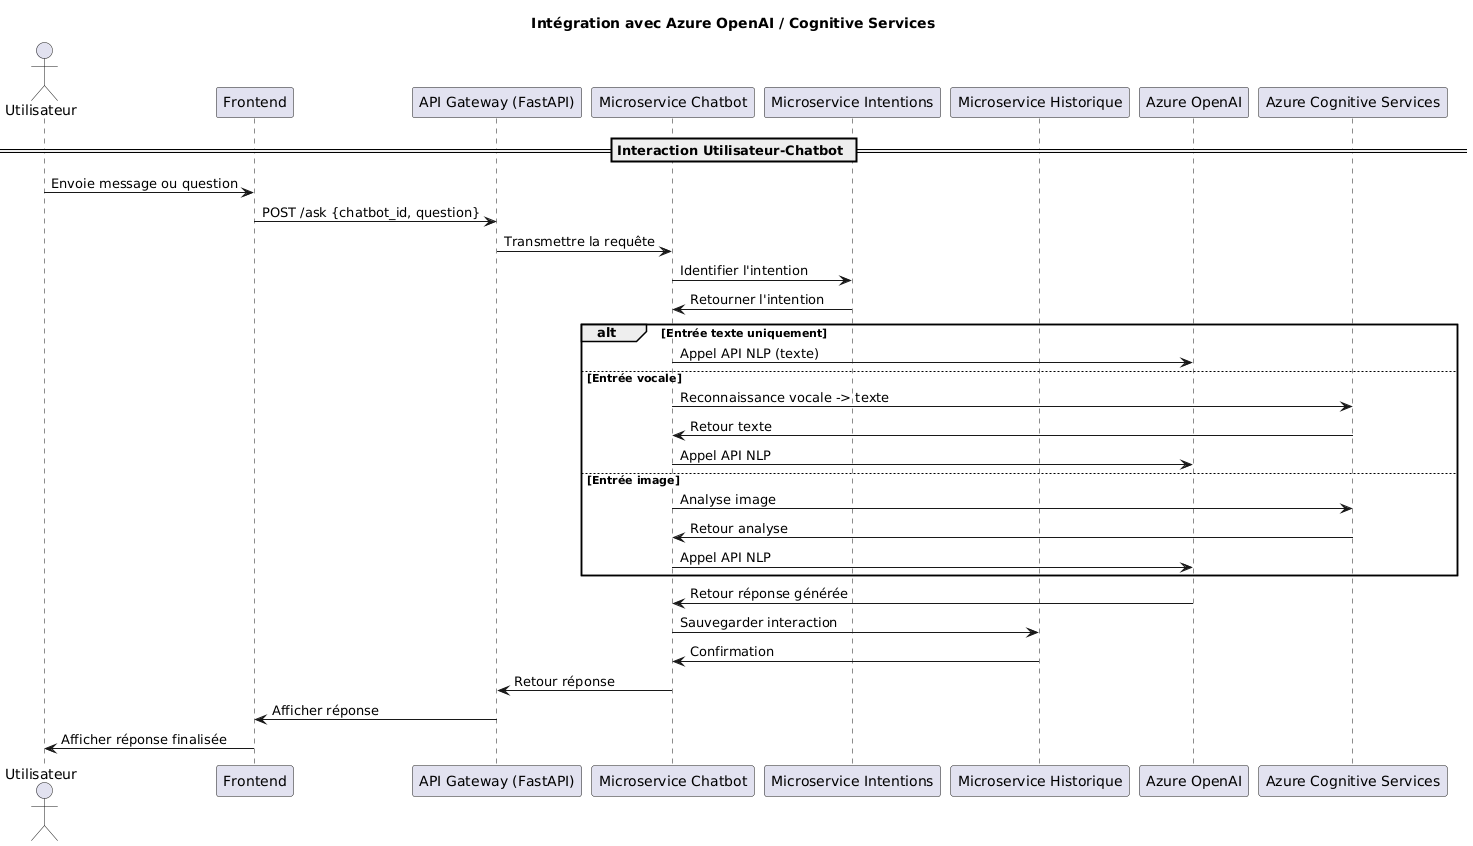 Intégration avec Azure OpenAI / Cognitive Services
Utilisateur
Frontend
API Gateway (FastAPI)
Microservice Chatbot
Microservice Intentions
Microservice Historique
Azure OpenAI
Azure Cognitive Services
Interaction Utilisateur-Chatbot
Envoie message ou question
POST /ask {chatbot_id, question}
Transmettre la requête
Identifier l'intention
Retourner l'intention
alt
[Entrée texte uniquement]
Appel API NLP (texte)
[Entrée vocale]
Reconnaissance vocale -> texte
Retour texte
Appel API NLP
[Entrée image]
Analyse image
Retour analyse
Appel API NLP
Retour réponse générée
Sauvegarder interaction
Confirmation
Retour réponse
Afficher réponse
Afficher réponse finalisée
Utilisateur
Frontend
API Gateway (FastAPI)
Microservice Chatbot
Microservice Intentions
Microservice Historique
Azure OpenAI
Azure Cognitive Services